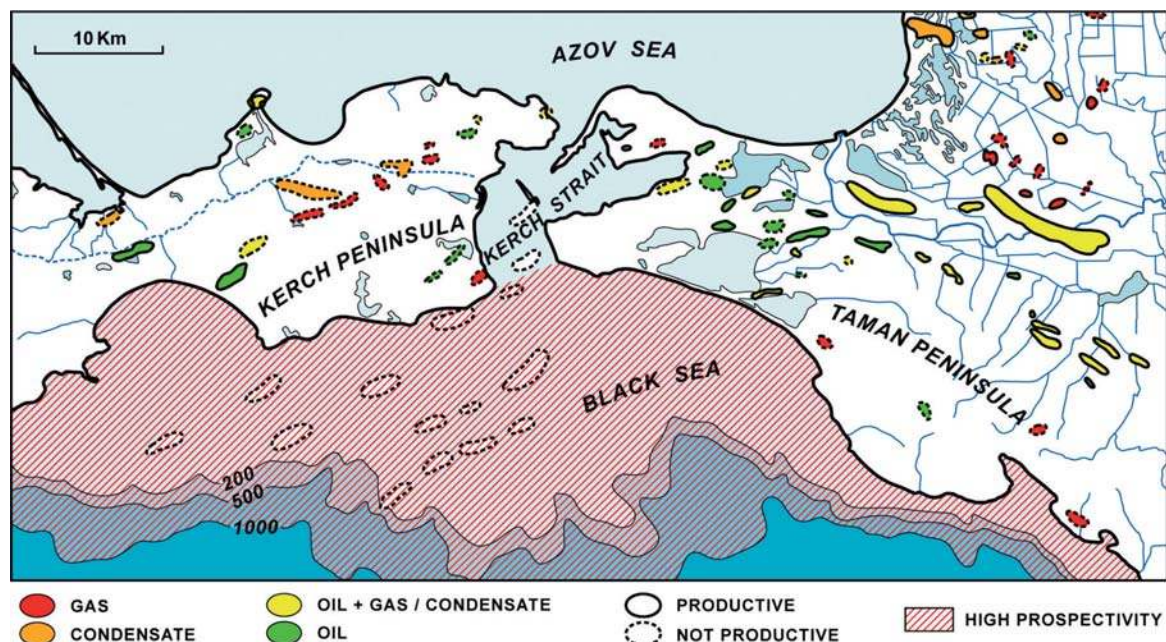 10 Km
AZOV SEA
KERCH STRAIT
KERCH PENINSULA
TAMAN PENINSULA
BLACK SEA
200
500
1000
GAS
CONDENSATE
OIL + GAS / CONDENSATE
OIL
PRODUCTIVE
NOT PRODUCTIVE
HIGH PROSPECTIVITY